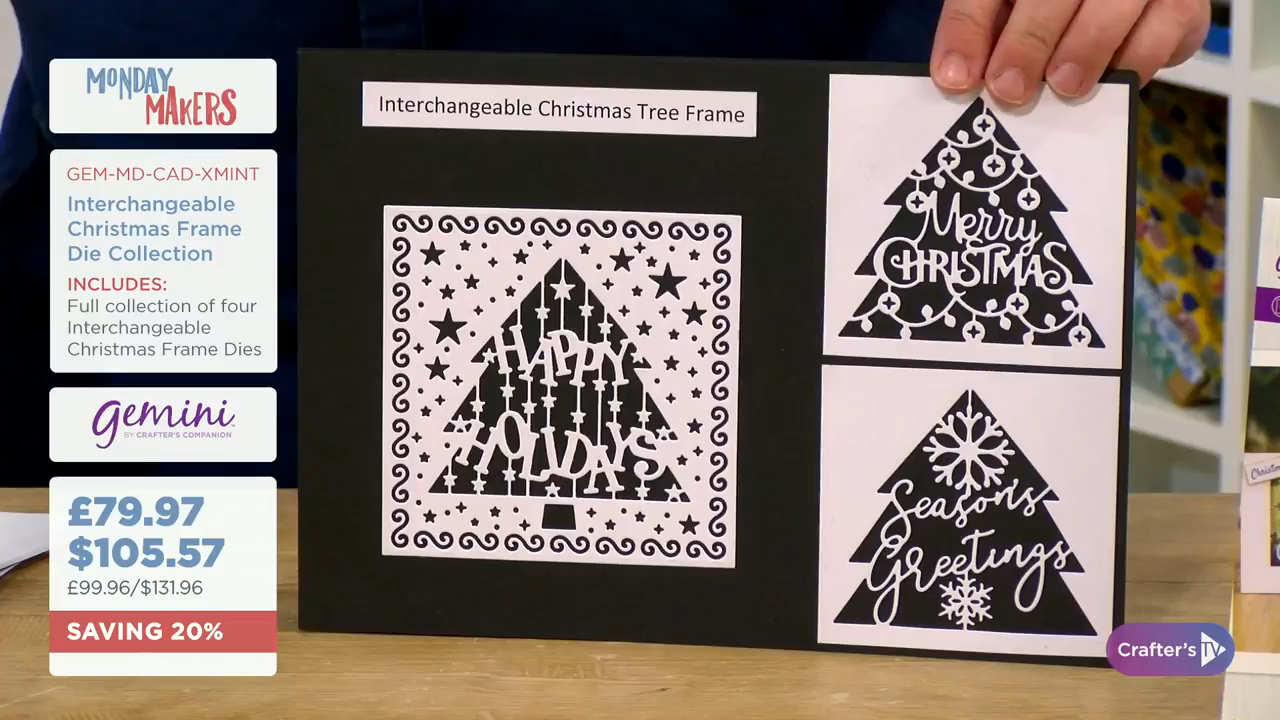 MONDAY
MAKERS
GEM-MD-CAD-XMINT
Interchangeable
Christmas Frame
Die Collection
INCLUDES:
Full collection of four
Interchangeable
Christmas Frame Dies
gemini
BY CRAFTER'S COMPANION
£79.97
$105.57
£99.96/$131.96
SAVING 20%
Interchangeable Christmas Tree Frame
HAPPY
HOLIDAYS
Merry
CHRISTMAS
Season's
Greetings
Crafter's TV